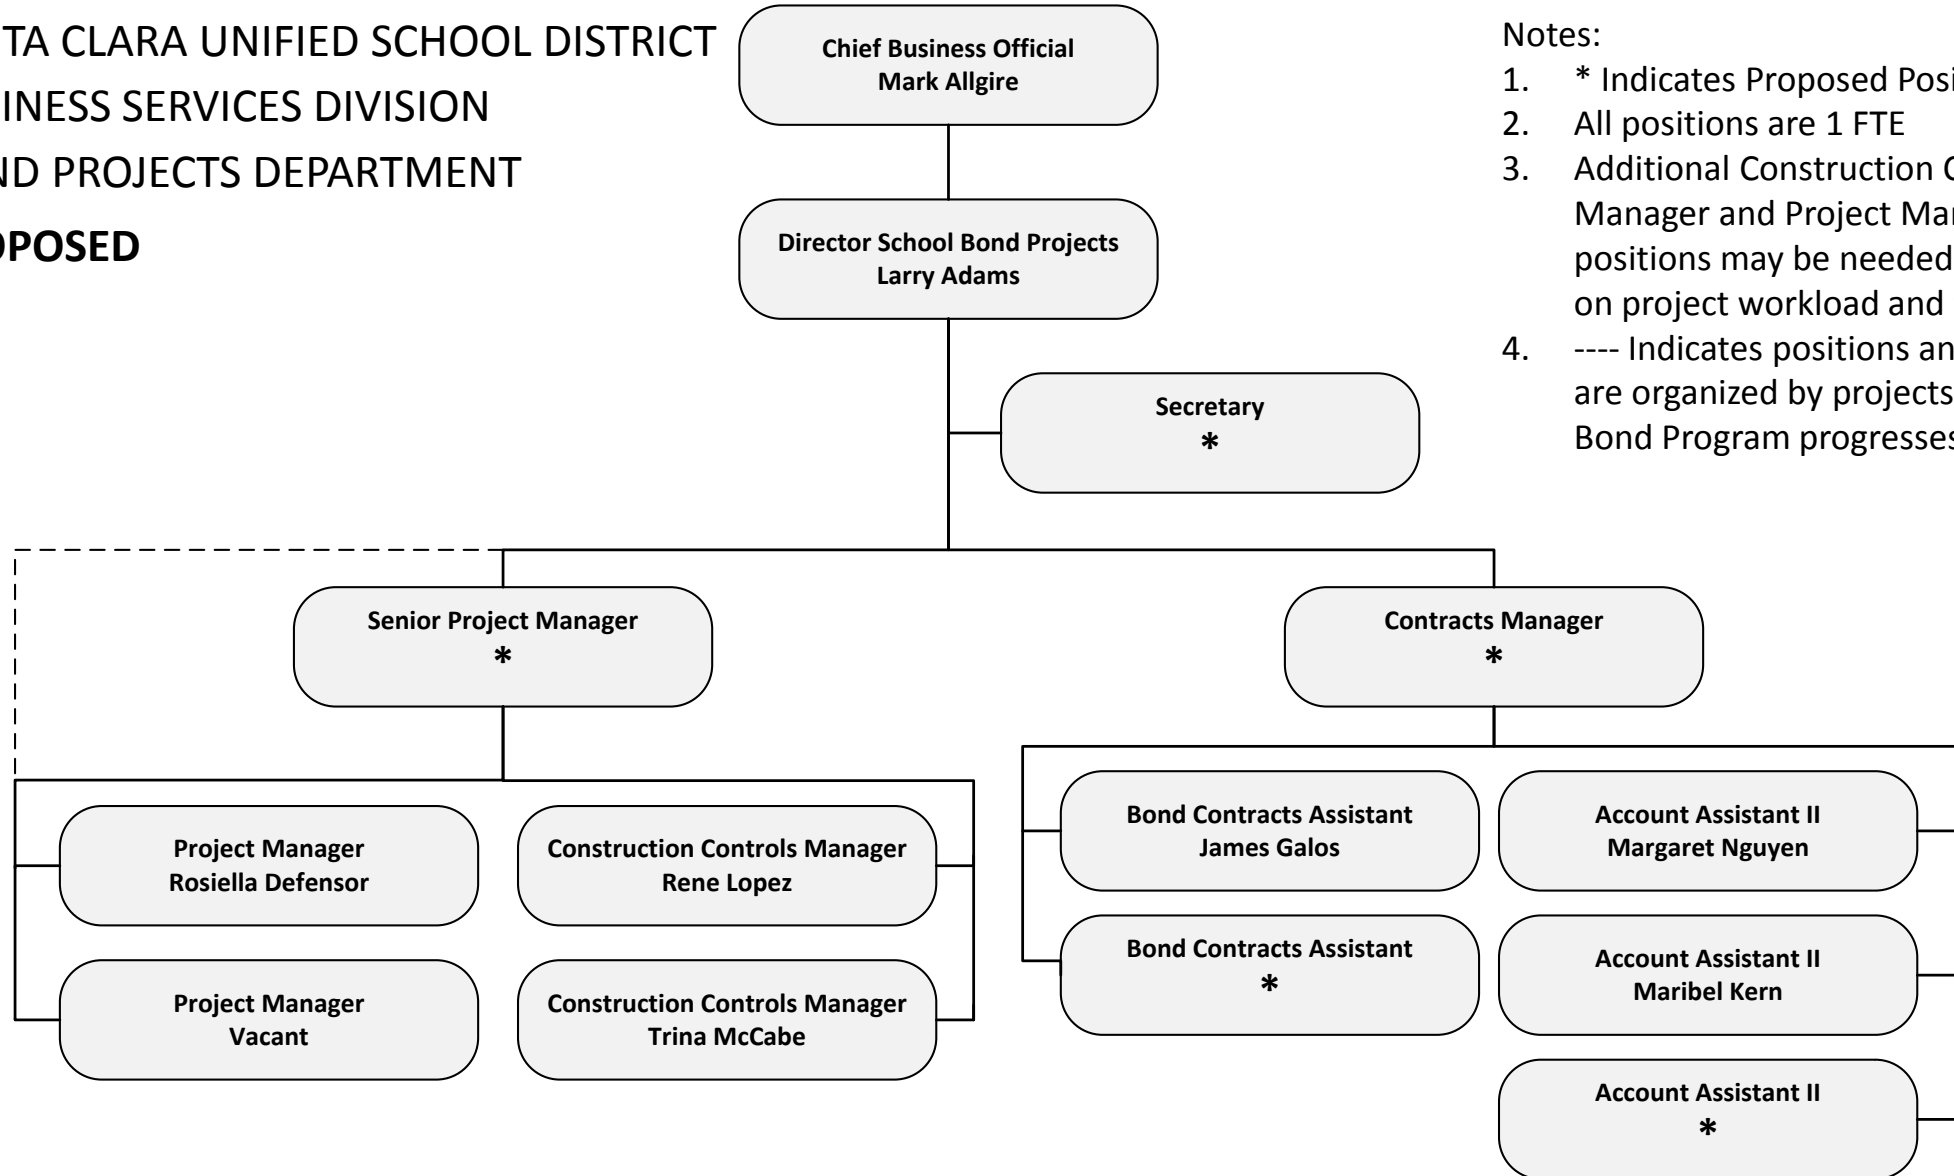 TA CLARA UNIFIED SCHOOL DISTRICT
INESS SERVICES DIVISION
ND PROJECTS DEPARTMENT
OPOSED
Chief Business Official
Mark Allgire
Director School Bond Projects
Larry Adams
Notes:
1. * Indicates Proposed Posi
2. All positions are 1 FTE
3. Additional Construction C
Manager and Project Mar
positions may be needed
on project workload and
4. ---- Indicates positions an
are organized by projects
Bond Program progresses
Secretary
*
Senior Project Manager
*
Contracts Manager
*
Project Manager
Rosiella Defensor
Construction Controls Manager
Rene Lopez
Project Manager
Vacant
Construction Controls Manager
Trina McCabe
Bond Contracts Assistant
James Galos
Account Assistant II
Margaret Nguyen
Bond Contracts Assistant
*
Account Assistant II
Maribel Kern
Account Assistant II
*